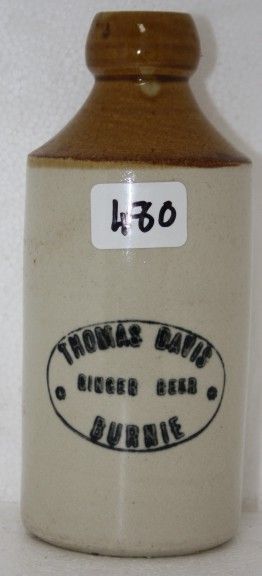 480
THOMAS DAVIS
GINGER BEER
BURNIE